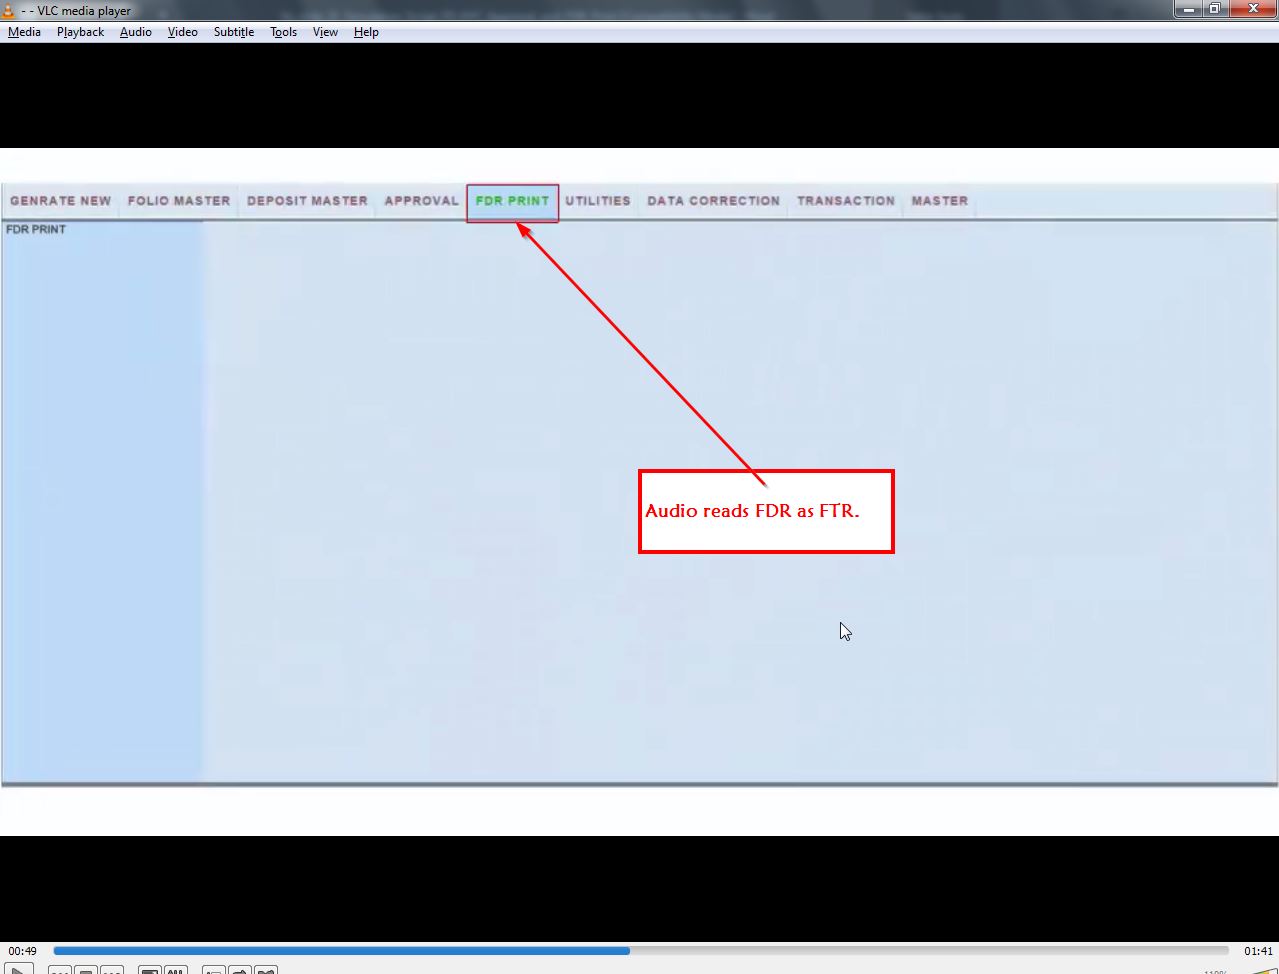 - - VLC media player
Media Playback Audio Video Subtitle Tools View Help
GENRATE NEW FOLIO MASTER DEPOSIT MASTER APPROVAL FDR PRINT UTILITIES DATA CORRECTION TRANSACTION MASTER
FDR PRINT
Audio reads FDR as FTR.
00:49 01:41